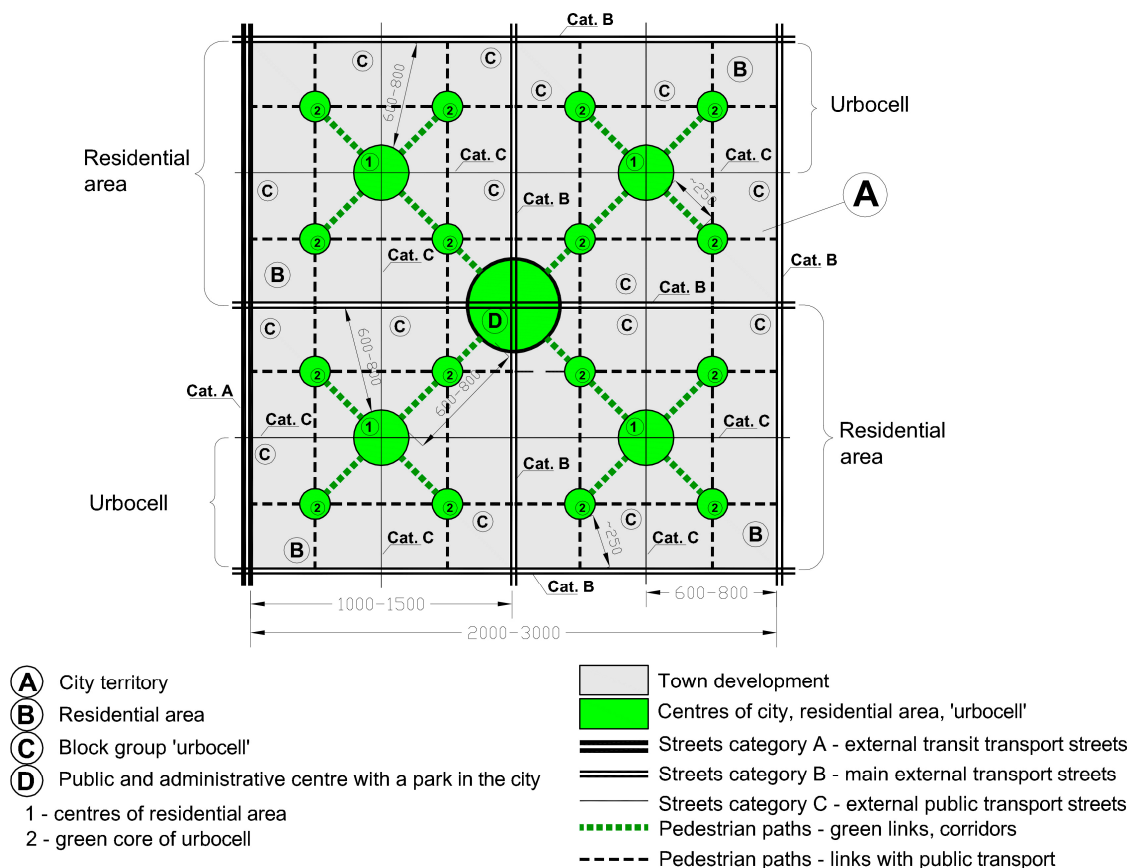 Cat. B
C
C
B
C
C
600-800
Urbocell
2
2
2
2
Residential
area
1
Cat. C
1
Cat. C
C
C
~250
C
A
Cat. B
2
2
2
2
Cat. C
B
Cat. B
C
Cat. B
D
C
C
C
C
600-800
2
2
2
2
600-800
Cat. A
Cat. C
1
1
Cat. C
Residential
area
C
Cat. B
Urbocell
2
2
2
2
C
C
B
~250
B
Cat. C
Cat. C
Cat. B
1000-1500
600-800
2000-3000
A City territory
B Residential area
C Block group 'urbocell'
D Public and administrative centre with a park in the city
1 - centres of residential area
2 - green core of urbocell
Town development
Centres of city, residential area, 'urbocell'
Streets category A - external transit transport streets
Streets category B - main external transport streets
Streets category C - external public transport streets
Pedestrian paths - green links, corridors
Pedestrian paths - links with public transport